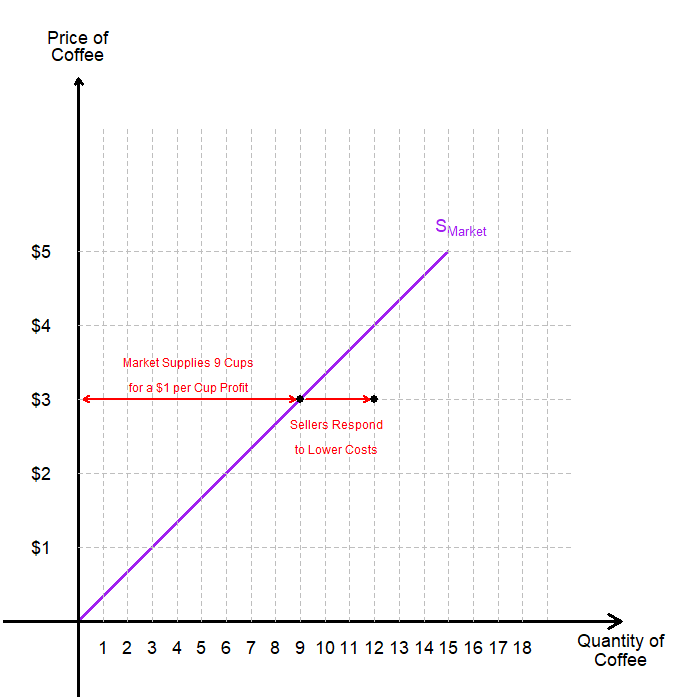 Price of
Coffee
S Market
$5
$4
Market Supplies 9 Cups
for a $1 per Cup Profit
$3
Sellers Respond
to Lower Costs
$2
$1
1 2 3 4 5 6 7 8 9 10 11 12 13 14 15 16 17 18
Quantity of
Coffee